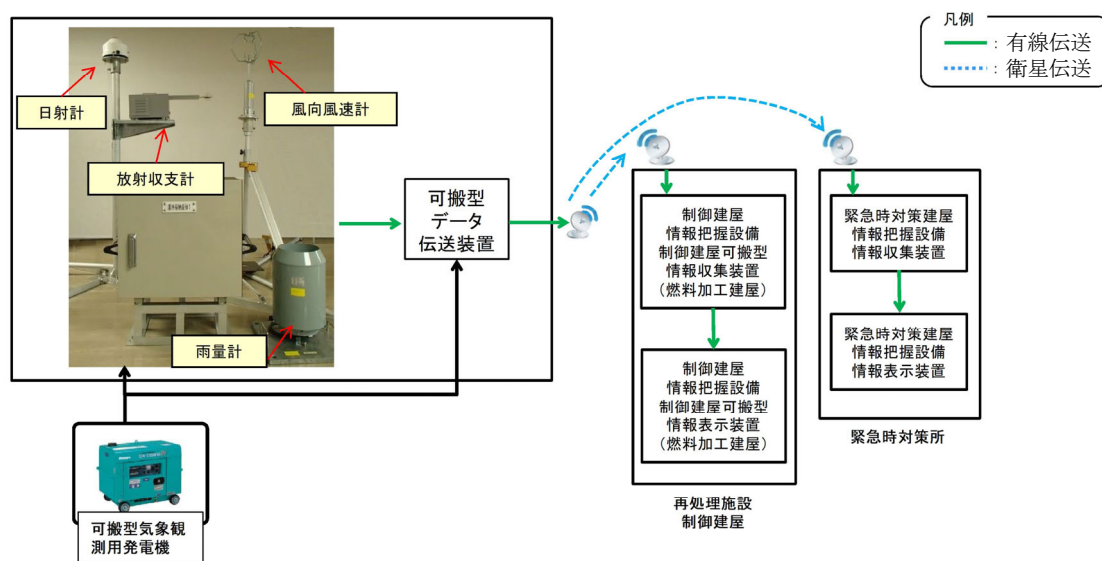 凡例
：有線伝送
：衛星伝送
日射計
風向風速計
放射収支計
雨量計
可搬型
データ
伝送装置
制御建屋
情報把握設備
制御建屋可搬型
情報収集装置
（燃料加工建屋）
制御建屋
情報把握設備
制御建屋可搬型
情報表示装置
（燃料加工建屋）
再処理施設
制御建屋
緊急時対策建屋
情報把握設備
情報収集装置
緊急時対策建屋
情報把握設備
情報表示装置
緊急時対策所
可搬型気象観
測用発電機